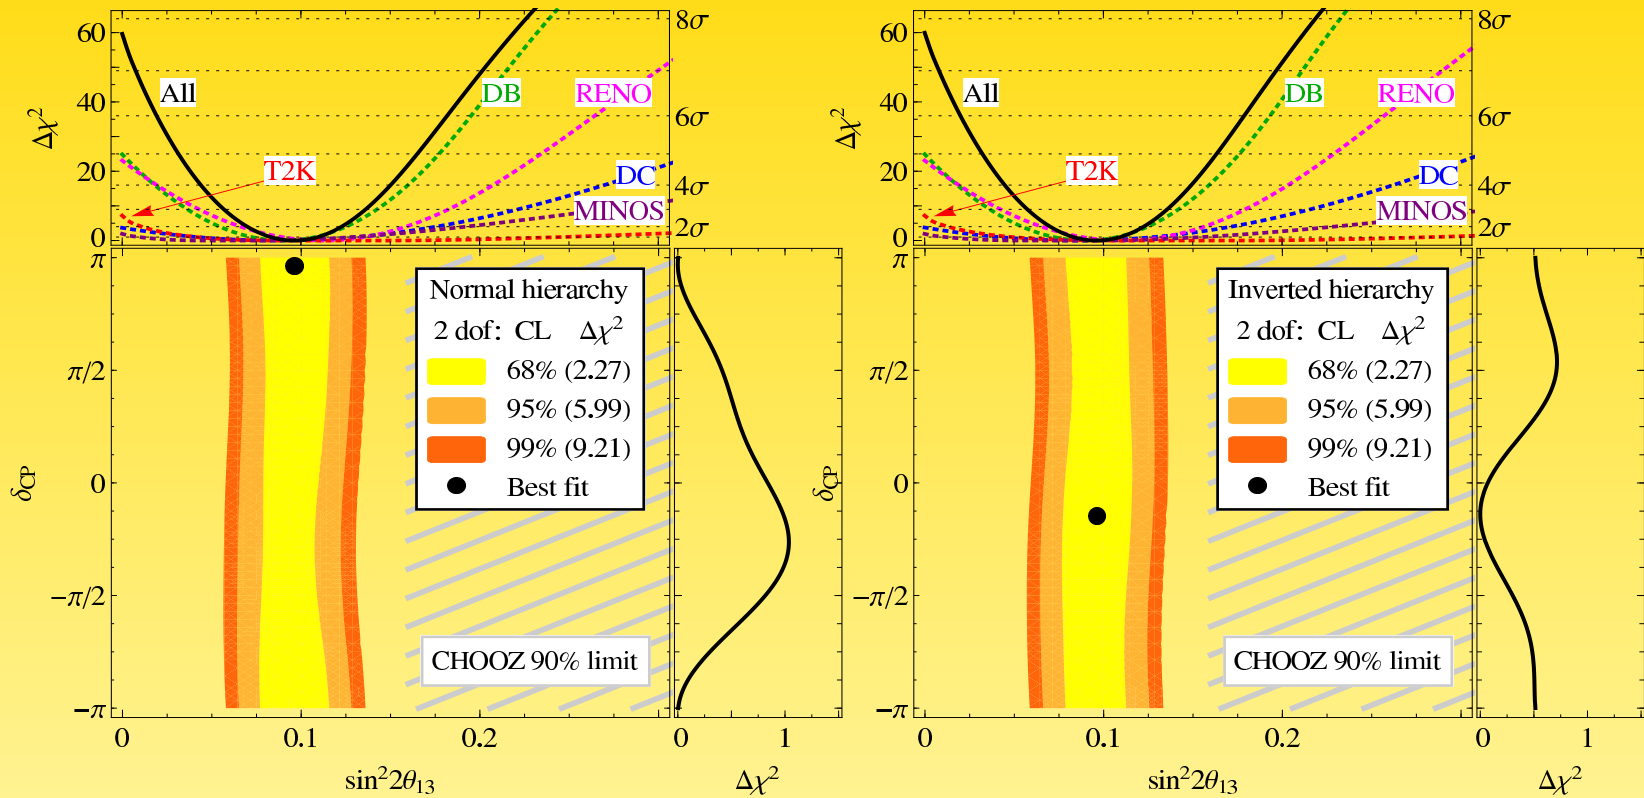 60
40
20
0
Δχ²
All
T2K
DB
RENO
DC
MINOS
8σ
6σ
4σ
2σ
π
π/2
0
−π/2
−π
δCP
Normal hierarchy
2 dof: CL Δχ²
68% (2.27)
95% (5.99)
99% (9.21)
Best fit
CHOOZ 90% limit
0 0.1 0.2
sin²2θ₁₃
0 1
Δχ²
60
40
20
0
Δχ²
All
T2K
DB
RENO
DC
MINOS
8σ
6σ
4σ
2σ
π
π/2
0
−π/2
−π
δCP
Inverted hierarchy
2 dof: CL Δχ²
68% (2.27)
95% (5.99)
99% (9.21)
Best fit
CHOOZ 90% limit
0 0.1 0.2
sin²2θ₁₃
0 1
Δχ²